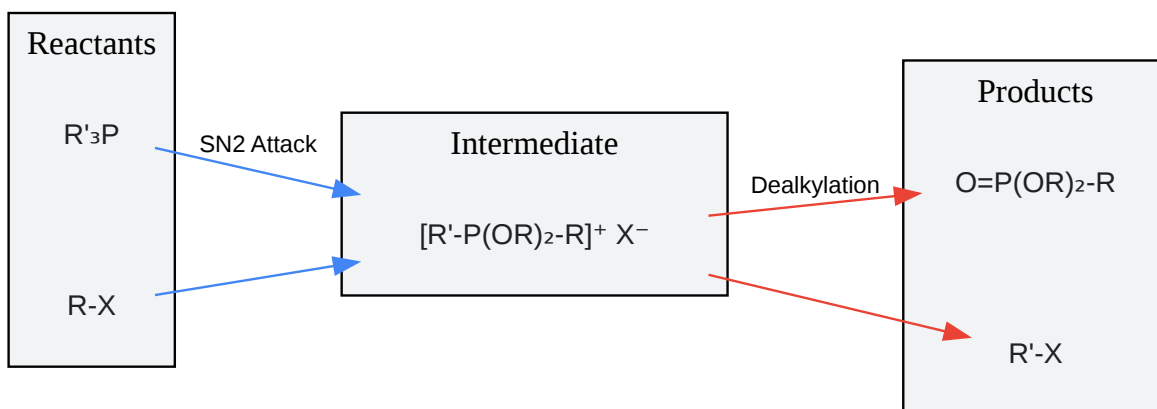 Reactants
R'₃P
R-X
SN2 Attack
Intermediate
[R'-P(OR)₂-R]⁺ X⁻
Dealkylation
Products
O=P(OR)₂-R
R'-X